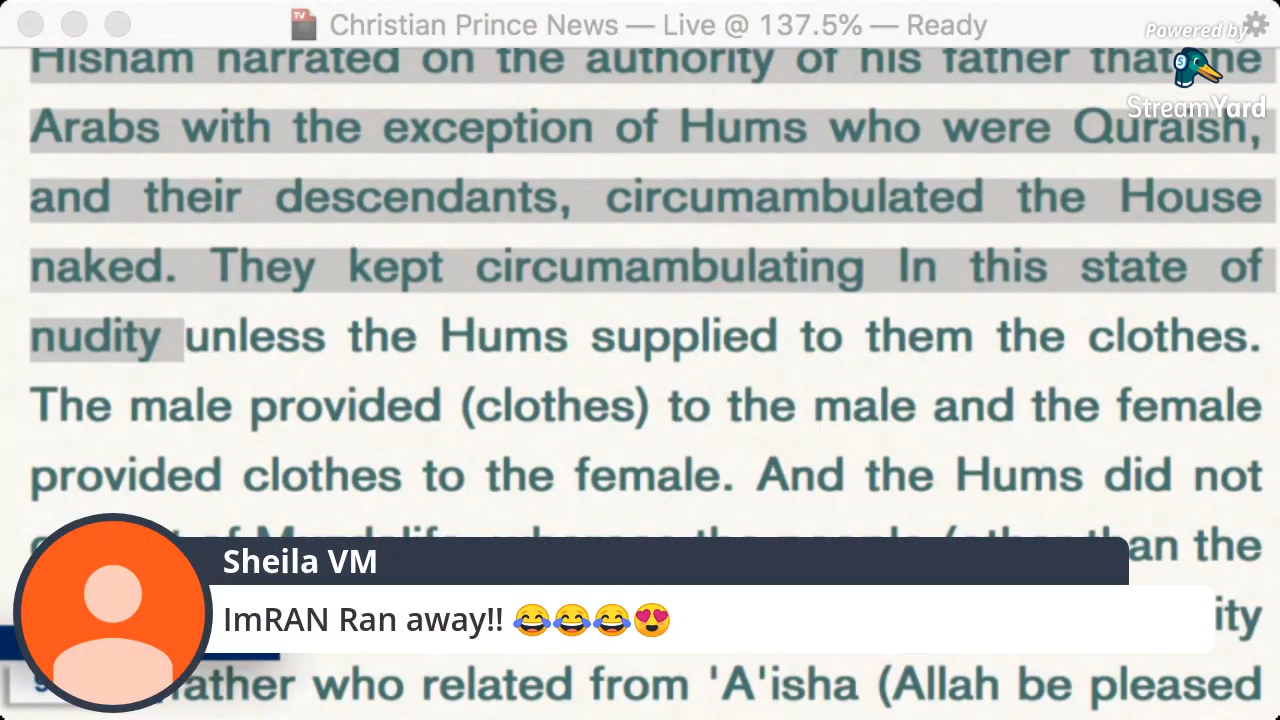 Christian Prince News — Live @ 137.5% — Ready
Powered by
StreamYard
Hisham narrated on the authority of his father that the
Arabs with the exception of Hums who were Quraish,
and their descendants, circumambulated the House
naked. They kept circumambulating In this state of
nudity unless the Hums supplied to them the clothes.
The male provided (clothes) to the male and the female
provided clothes to the female. And the Hums did not
than the
Sheila VM
ImRAN Ran away!! 😂😂😂😍
father who related from 'A'isha (Allah be pleased